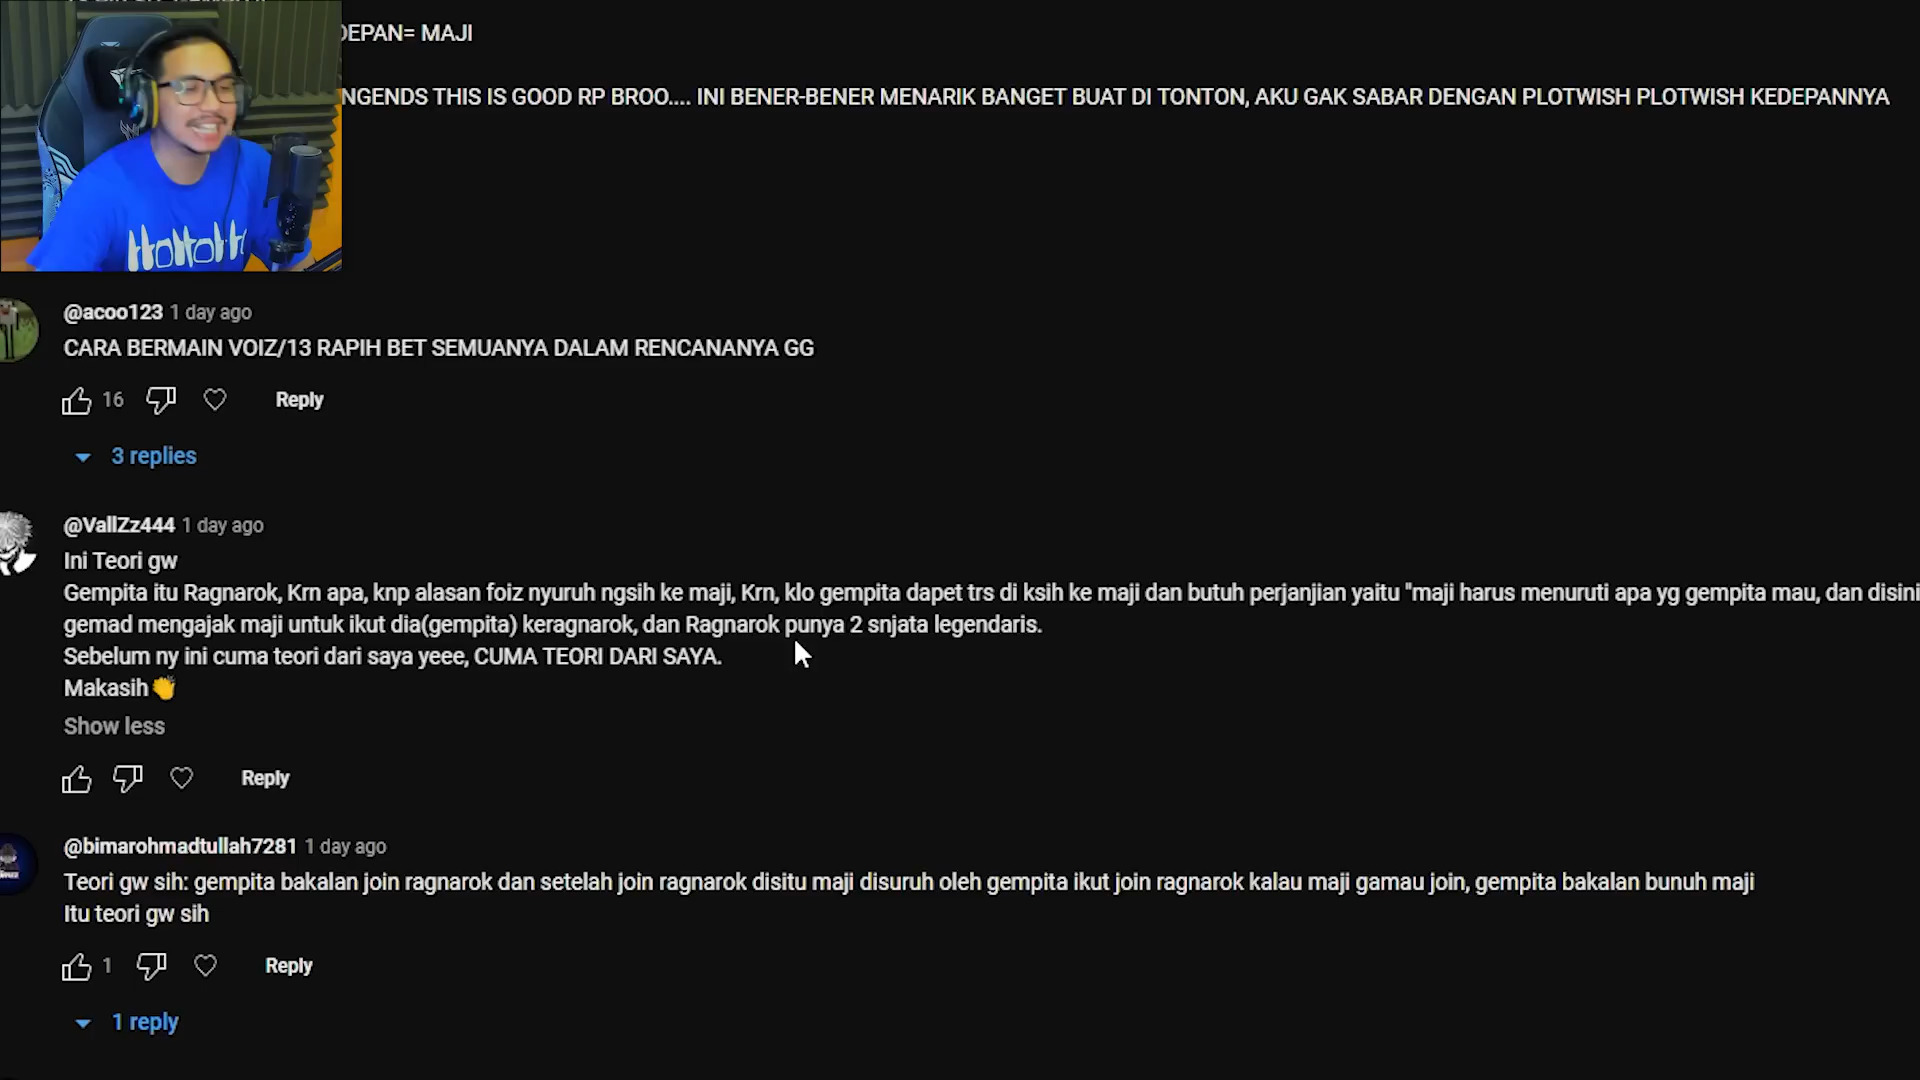 DEPAN= MAJI
NGENDS THIS IS GOOD RP BROO.... INI BENER-BENER MENARIK BANGET BUAT DI TONTON, AKU GAK SABAR DENGAN PLOTWISH PLOTWISH KEDEPANNYA
@acoo123 1 day ago
CARA BERMAIN VOIZ/13 RAPIH BET SEMUANYA DALAM RENCANANYA GG
16 Reply
3 replies
@VallZz444 1 day ago
Ini Teori gw
Gempita itu Ragnarok, Krn apa, knp alasan foiz nyuruh ngsih ke maji, Krn, klo gempita dapet trs di ksih ke maji dan butuh perjanjian yaitu "maji harus menuruti apa yg gempita mau, dan disini
gemad mengajak maji untuk ikut dia(gempita) keragnarok, dan Ragnarok punya 2 snjata legendaris.
Sebelum ny ini cuma teori dari saya yeee, CUMA TEORI DARI SAYA.
Makasih👏
Show less
Reply
@bimarohmadtullah7281 1 day ago
Teori gw sih: gempita bakalan join ragnarok dan setelah join ragnarok disitu maji disuruh oleh gempita ikut join ragnarok kalau maji gamau join, gempita bakalan bunuh maji
Itu teori gw sih
1 Reply
1 reply